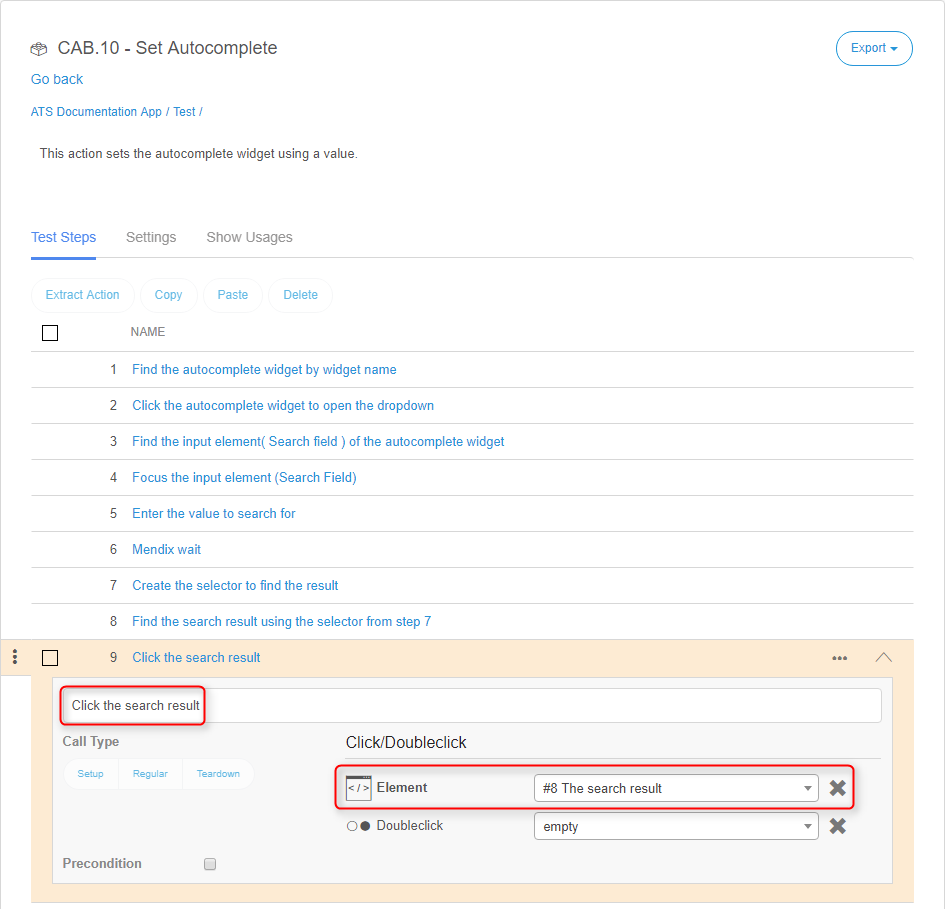 CAB.10 - Set Autocomplete
Export
Go back
ATS Documentation App / Test /
This action sets the autocomplete widget using a value.
Test Steps Settings Show Usages
Extract Action Copy Paste Delete
NAME
1 Find the autocomplete widget by widget name
2 Click the autocomplete widget to open the dropdown
3 Find the input element( Search field ) of the autocomplete widget
4 Focus the input element (Search Field)
5 Enter the value to search for
6 Mendix wait
7 Create the selector to find the result
8 Find the search result using the selector from step 7
9 Click the search result
Click the search result
Call Type Click/Doubleclick
Setup Regular Teardown
</> Element #8 The search result
Doubleclick empty
Precondition